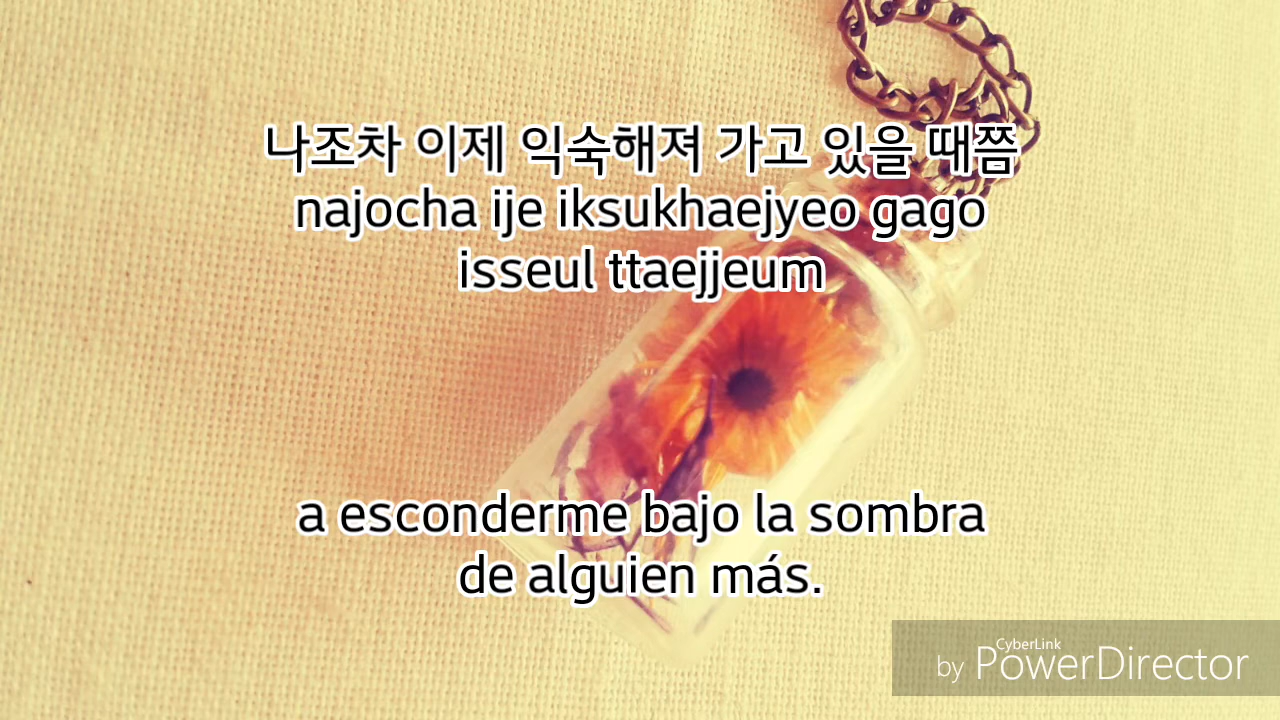 나조차 이제 익숙해져 가고 있을 때쯤
najocha ije iksukhaejyeo gago
isseul ttaejjeum
a esconderme bajo la sombra
de alguien más.
CyberLink
by PowerDirector